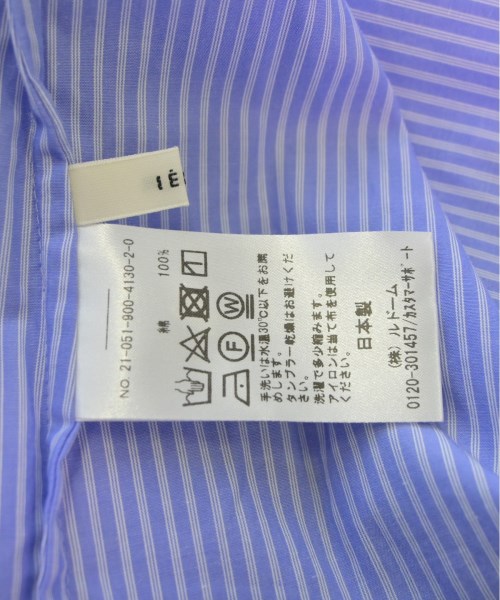 NO. 21-051-900-4130-2-0
綿 100%
F W
手洗いは水温30℃以下をお薦
めします。
タンブラー乾燥はお避けくだ
さい。
洗濯で多少縮みます。
アイロンは当て布を使用して
ください。
日本製
(株)ルドーム
0120-301457/カスタマーサポート